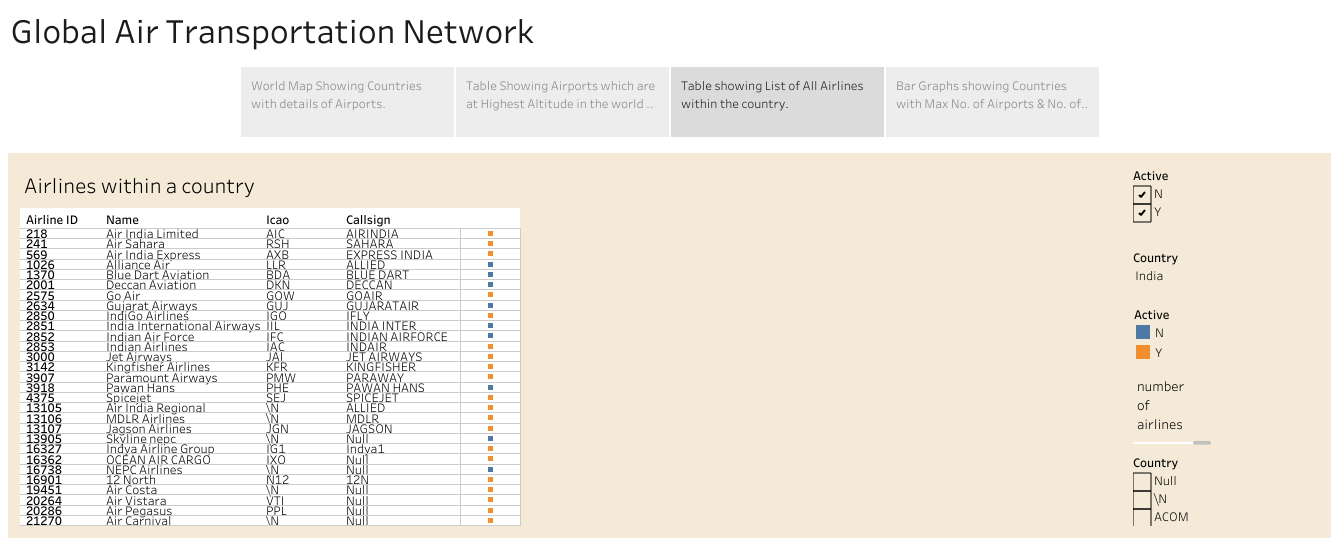 Global Air Transportation Network
World Map Showing Countries
with details of Airports.
Table Showing Airports which are
at Highest Altitude in the world ..
Table showing List of All Airlines
within the country.
Bar Graphs showing Countries
with Max No. of Airports & No. of..
Airlines within a country
Airline ID Name Icao Callsign
218 Air India Limited AIC AIRINDIA
241 Air Sahara RSH SAHARA
569 Air India Express AXB EXPRESS INDIA
1026 Alliance Air LLR ALLIED
1370 Blue Dart Aviation BDA BLUE DART
2001 Deccan Aviation DKN DECCAN
2575 Go Air GOW GOAIR
2634 Gujarat Airways GUJ GUJARATAIR
2850 IndiGo Airlines IGO IFLY
2851 India International Airways IIL INDIA INTER
2852 Indian Air Force IFC INDIAN AIRFORCE
2853 Indian Airlines IAC INDAIR
3000 Jet Airways JAI JET AIRWAYS
3142 Kingfisher Airlines KFR KINGFISHER
3907 Paramount Airways PMW PARAWAY
3918 Pawan Hans PHE PAWAN HANS
4375 Spicejet SEJ SPICEJET
13105 Air India Regional \N ALLIED
13106 MDLR Airlines \N MDLR
13107 Jagson Airlines JGN JAGSON
13905 Skyline nepc \N Null
16327 Indya Airline Group IG1 Indya1
16362 OCEAN AIR CARGO IXO Null
16738 NEPC Airlines \N Null
16901 12 North N12 12N
19451 Air Costa \N Null
20264 Air Vistara VTI Null
20286 Air Pegasus PPL Null
21270 Air Carnival \N Null
Active
N
Y
Country
India
Active
N
Y
number
of
airlines
Country
Null
\N
ACOM